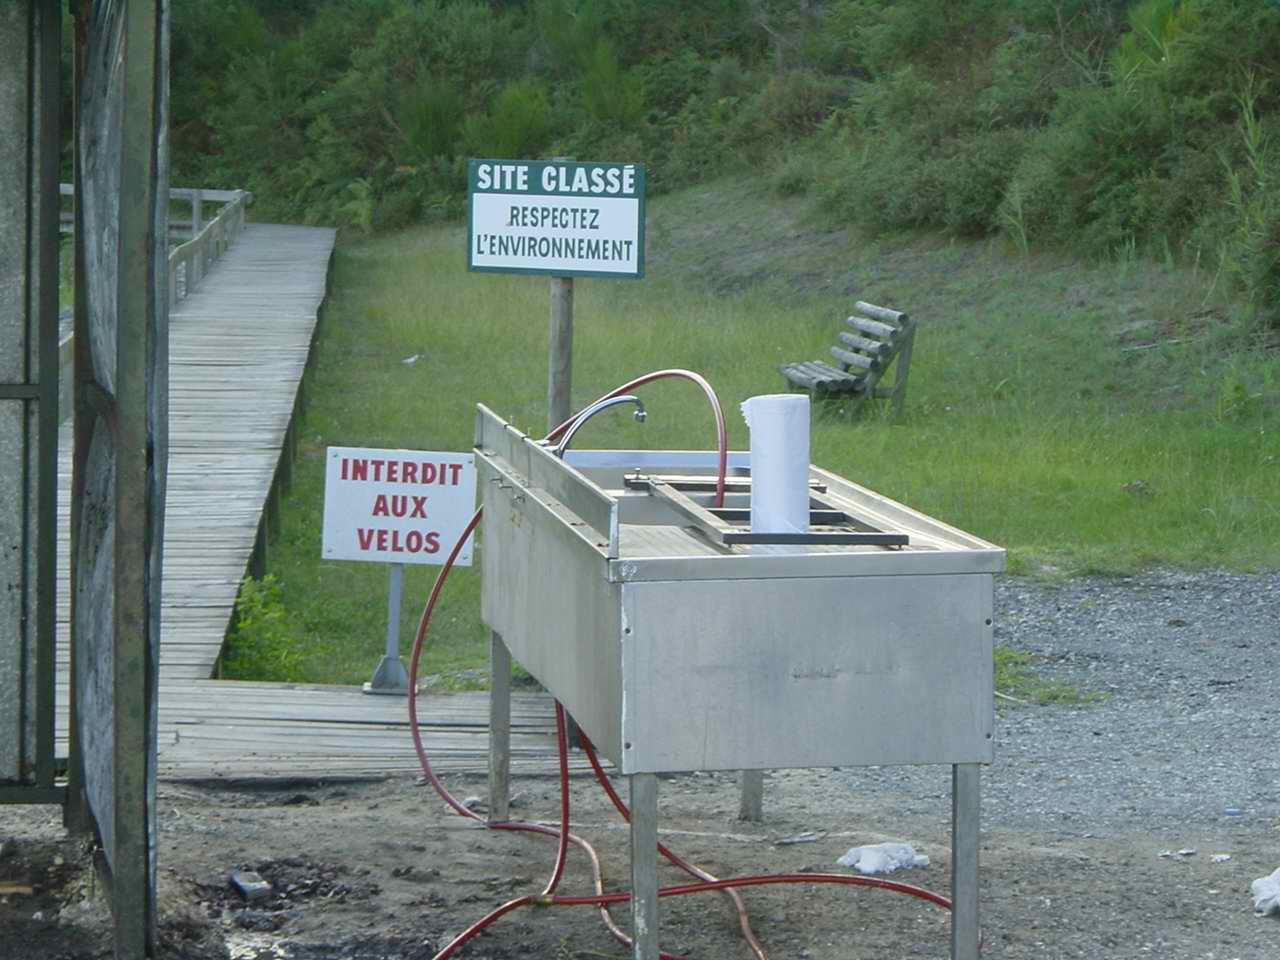 SITE CLASSÉ
RESPECTEZ
L'ENVIRONNEMENT
INTERDIT
AUX
VELOS